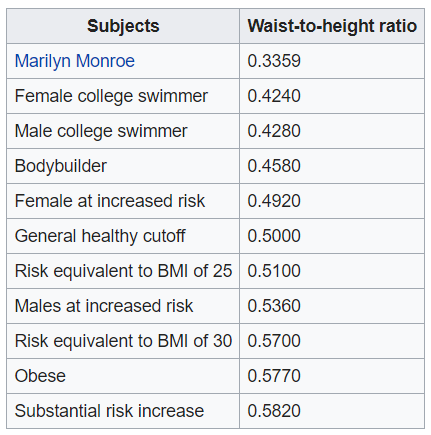 Subjects Waist-to-height ratio
Marilyn Monroe 0.3359
Female college swimmer 0.4240
Male college swimmer 0.4280
Bodybuilder 0.4580
Female at increased risk 0.4920
General healthy cutoff 0.5000
Risk equivalent to BMI of 25 0.5100
Males at increased risk 0.5360
Risk equivalent to BMI of 30 0.5700
Obese 0.5770
Substantial risk increase 0.5820